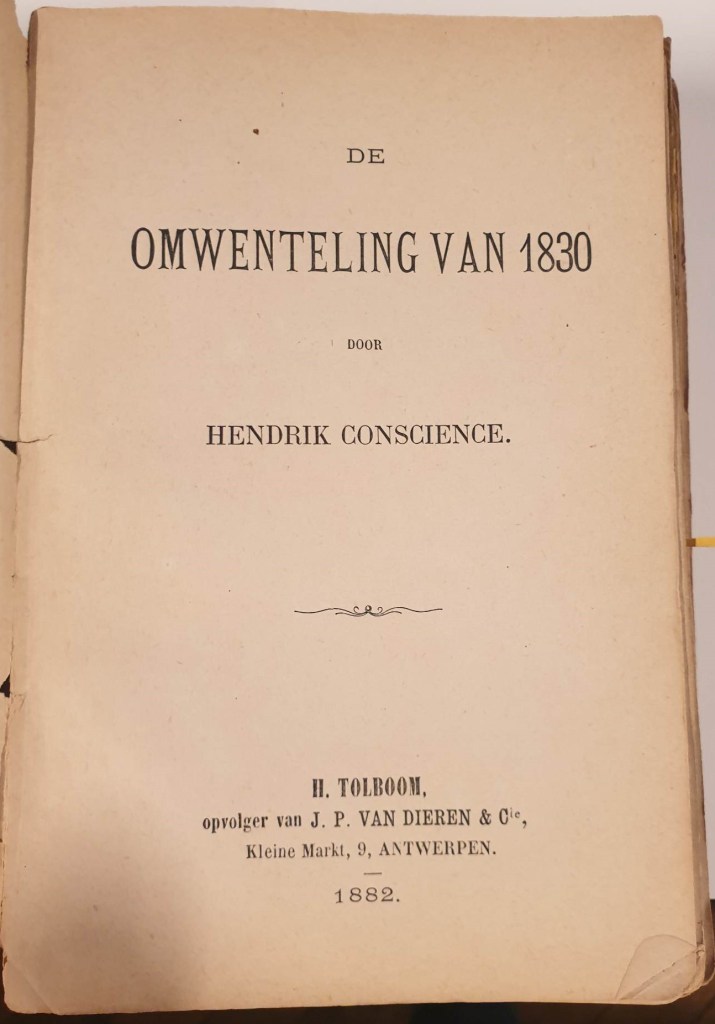 DE
OMWENTELING VAN 1830
DOOR
HENDRIK CONSCIENCE.
H. TOLBOOM,
opvolger van J. P. VAN DIEREN & Cie,
Kleine Markt, 9, ANTWERPEN.
1882.